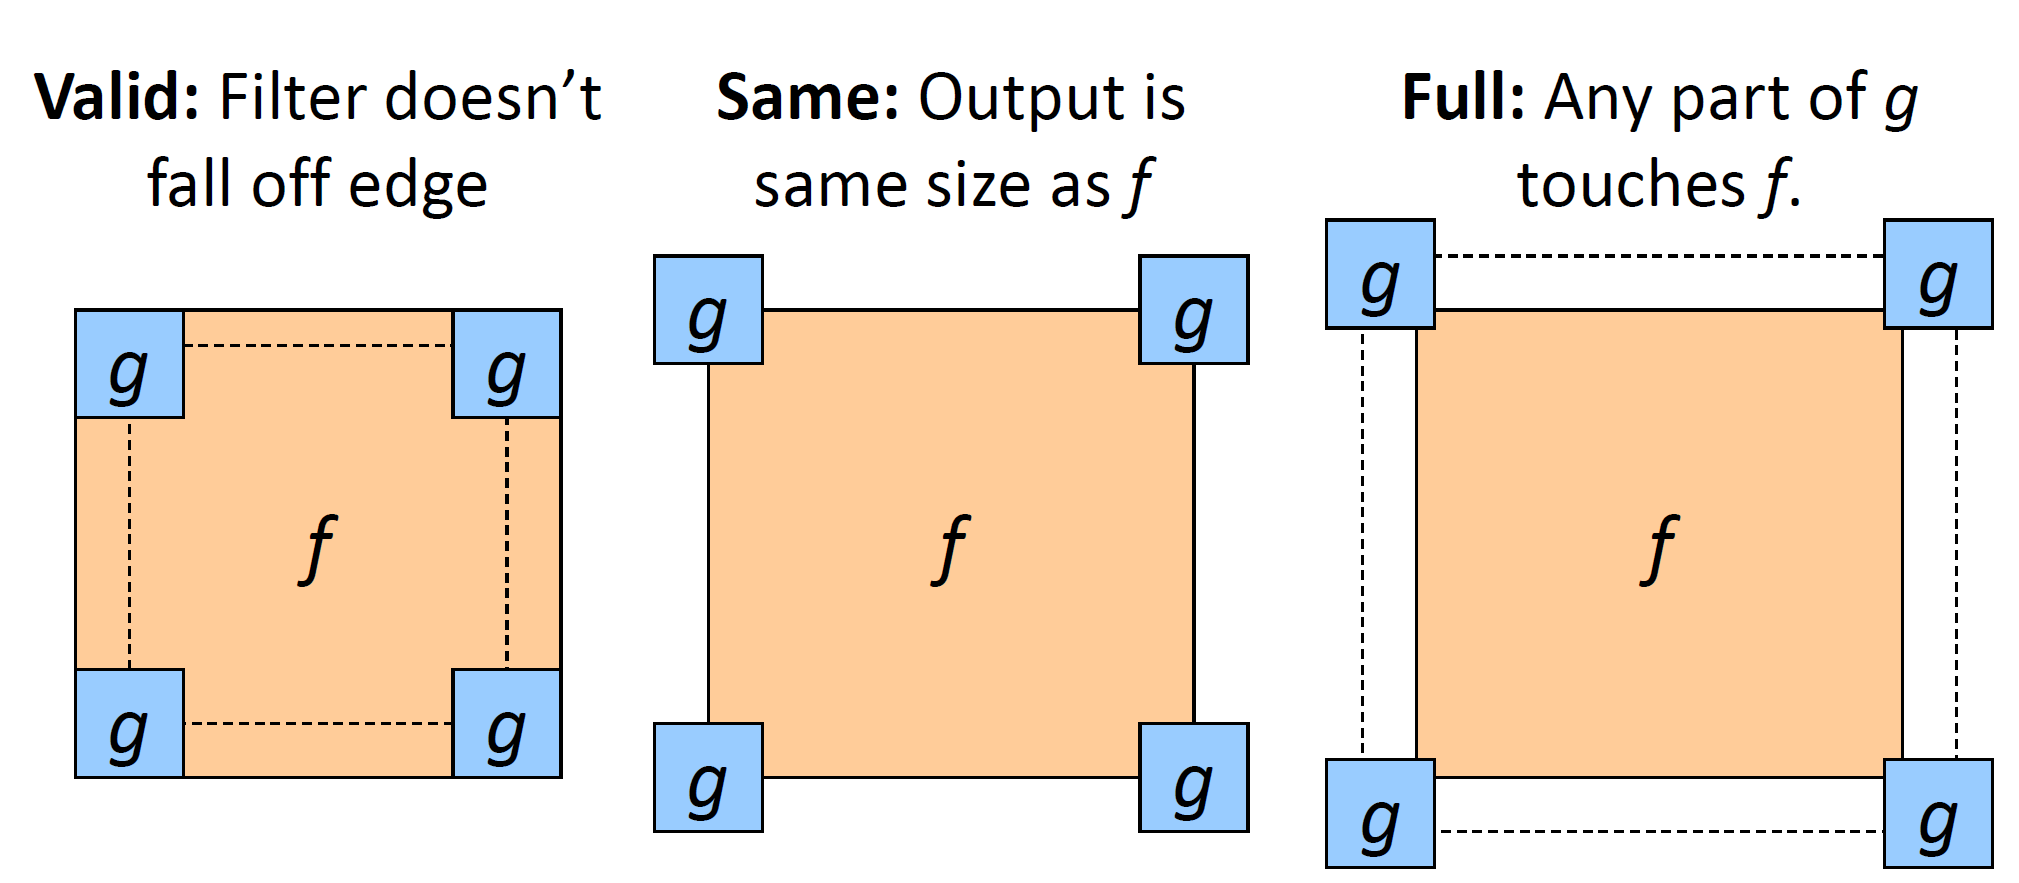 Valid: Filter doesn’t
fall off edge
Same: Output is
same size as f
Full: Any part of g
touches f.
g g
f
g g
g g
f
g g
g g
f
g g